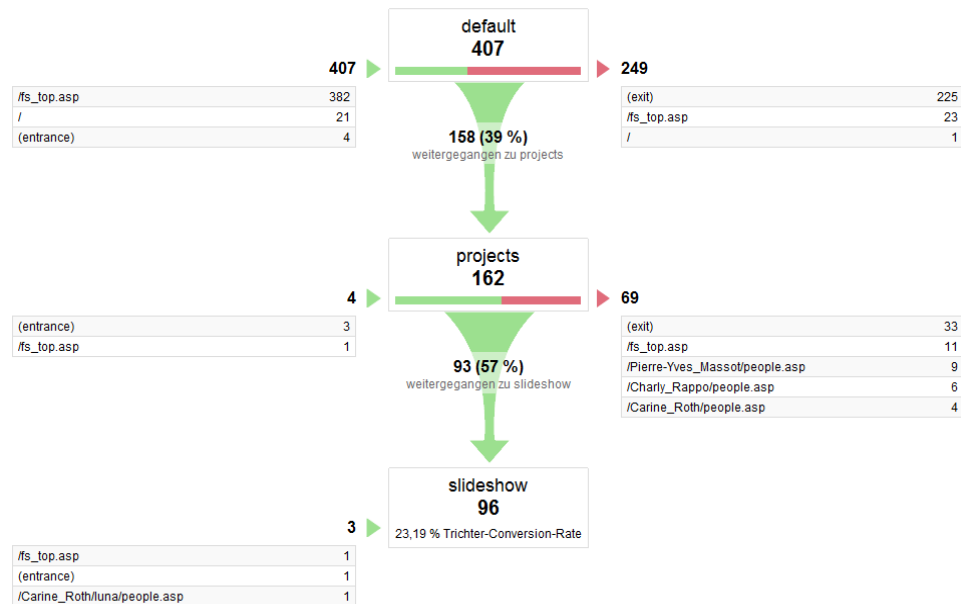 default
407
407
249
/fs_top.asp 382
/ 21
(entrance) 4
(exit) 225
/fs_top.asp 23
/ 1
158 (39 %)
weitergegangen zu projects
projects
162
4
69
(entrance) 3
/fs_top.asp 1
(exit) 33
/fs_top.asp 11
/Pierre-Yves_Massot/people.asp 9
/Charly_Rappo/people.asp 6
/Carine_Roth/people.asp 4
93 (57 %)
weitergegangen zu slideshow
slideshow
96
23,19 % Trichter-Conversion-Rate
3
/fs_top.asp 1
(entrance) 1
/Carine_Roth/luna/people.asp 1